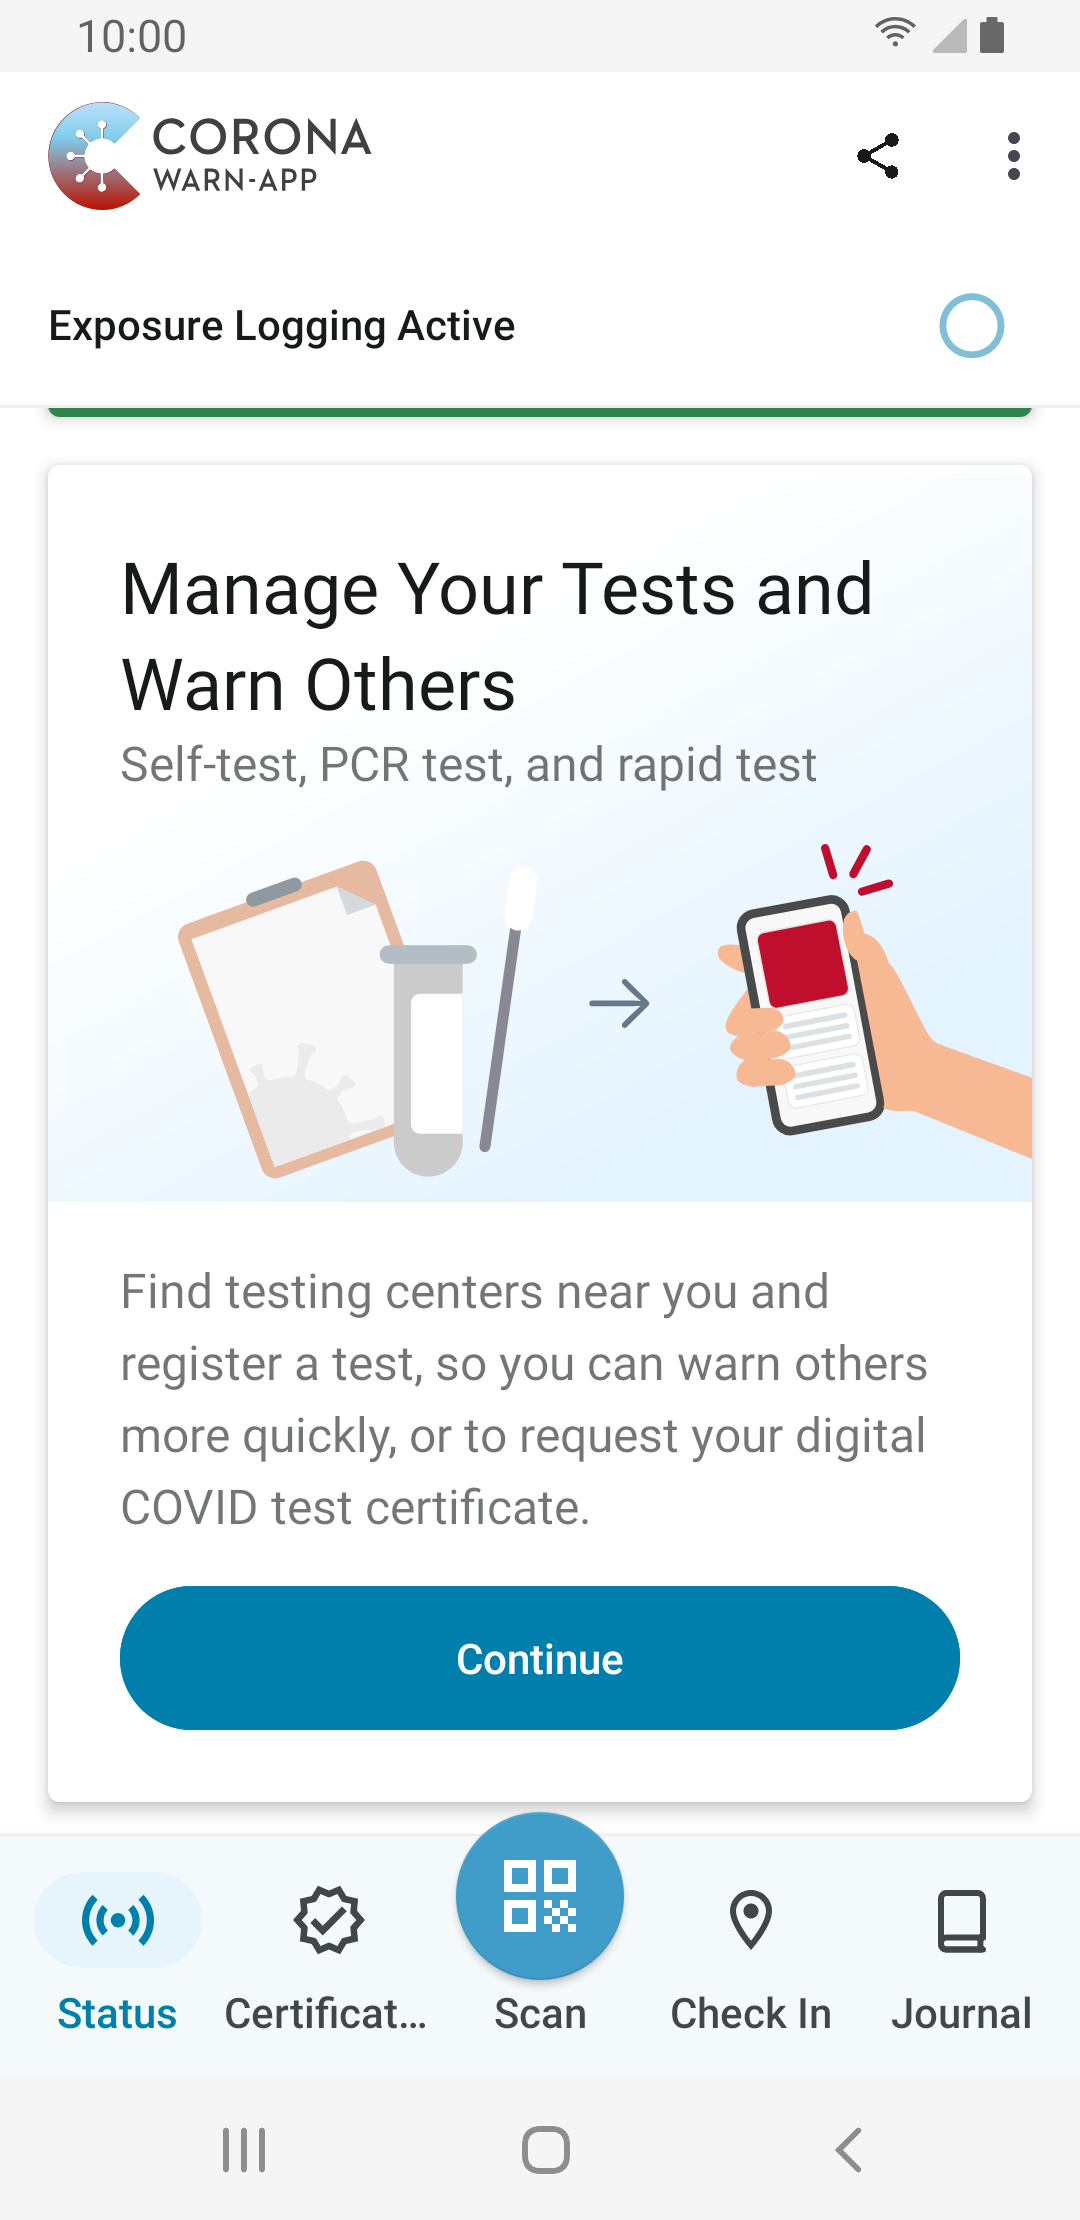 10:00
CORONA
WARN-APP
Exposure Logging Active
Manage Your Tests and
Warn Others
Self-test, PCR test, and rapid test
Find testing centers near you and
register a test, so you can warn others
more quickly, or to request your digital
COVID test certificate.
Continue
Status
Certificat...
Scan
Check In
Journal